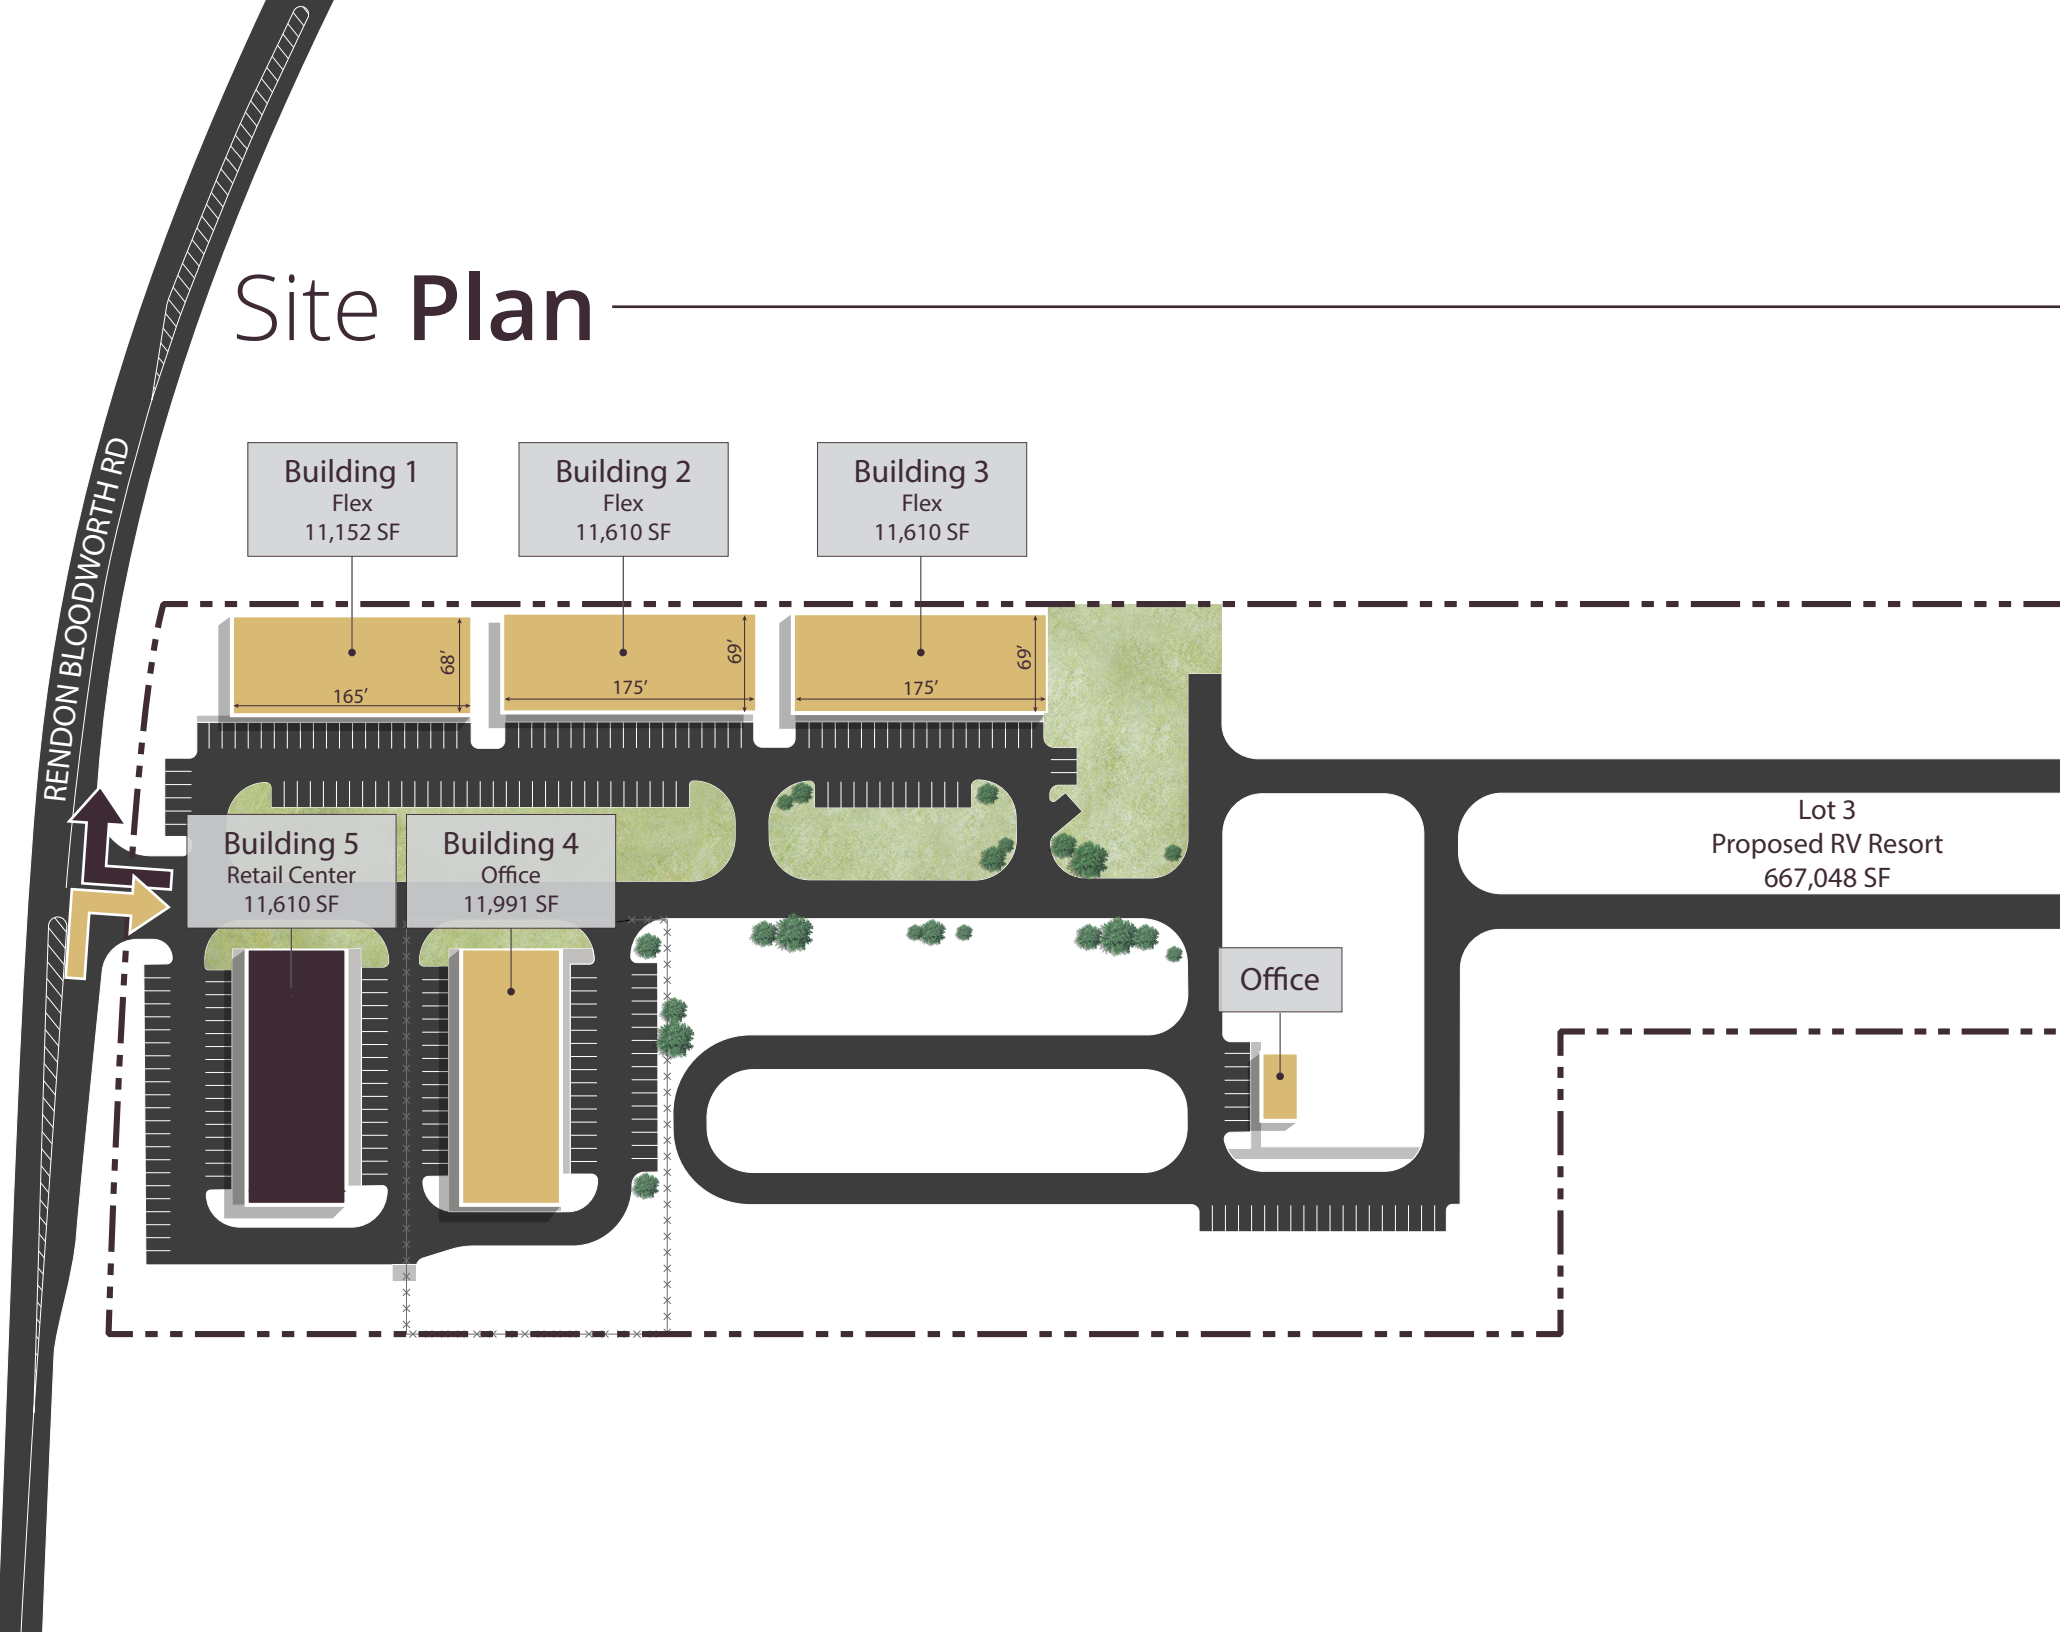 Site Plan
RENDON BLOODWORTH RD
Building 1
Flex
11,152 SF
Building 2
Flex
11,610 SF
Building 3
Flex
11,610 SF
68’
165’
69’
175’
69’
175’
Building 5
Retail Center
11,610 SF
Building 4
Office
11,991 SF
Lot 3
Proposed RV Resort
667,048 SF
Office